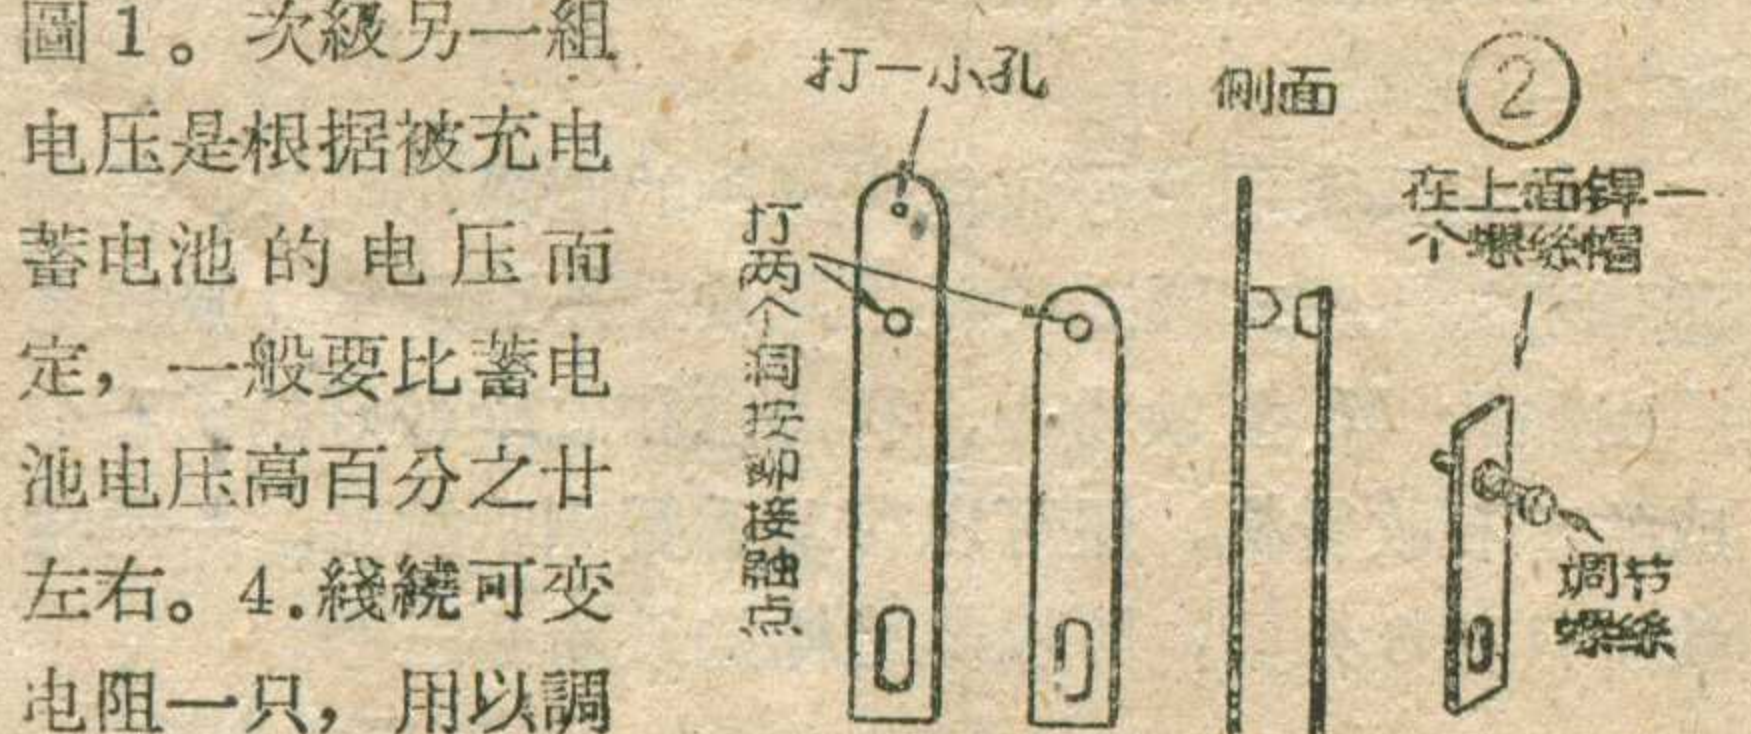 圖1。次級另一組
电压是根据被充电
蓄电池的电压而
定，一般要比蓄电
池电压高百分之廿
左右。4.綫繞可变
电阻一只，用以調
打一小孔
打两个洞按鉚接触点
侧面
②
在上面銲一
个螺絲帽
调节
螺絲